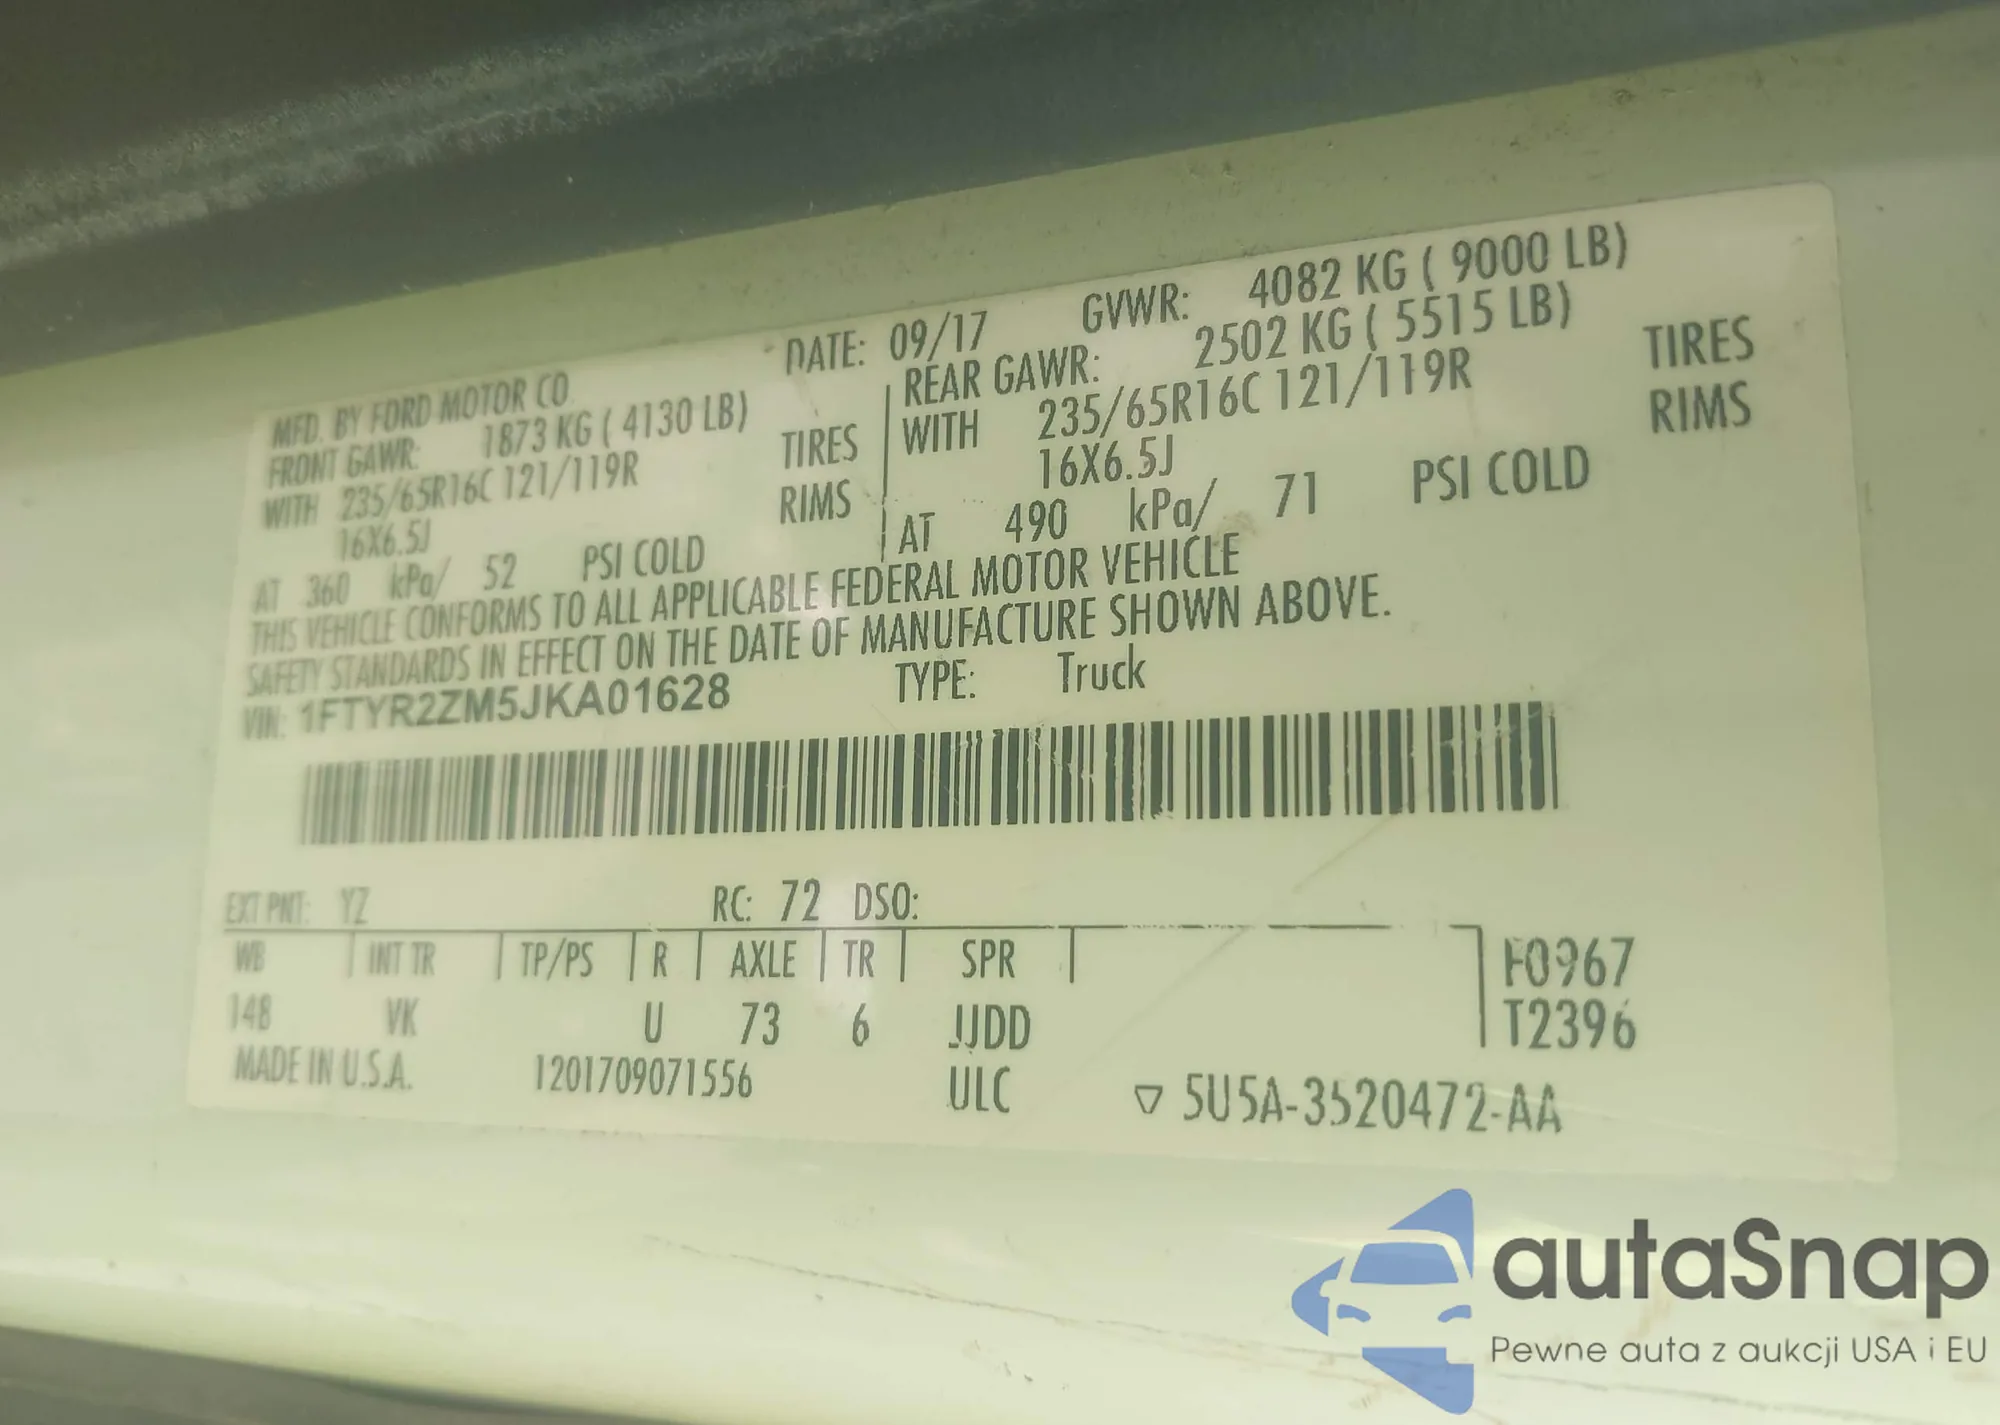 MFD. BY FORD MOTOR CO DATE: 09/17 GVWR: 4082 KG ( 9000 LB)
FRONT GAWR: 1873 KG ( 4130 LB) REAR GAWR: 2502 KG ( 5515 LB)
WITH 235/65R16C 121/119R TIRES WITH 235/65R16C 121/119R TIRES
16X6.5J RIMS 16X6.5J RIMS
AT 360 kPa/ 52 PSI COLD AT 490 kPa/ 71 PSI COLD
THIS VEHICLE CONFORMS TO ALL APPLICABLE FEDERAL MOTOR VEHICLE
SAFETY STANDARDS IN EFFECT ON THE DATE OF MANUFACTURE SHOWN ABOVE.
VIN: 1FTYR2ZM5JKA01628 TYPE: Truck
EXT PNT: YZ RC: 72 DSO:
WB INT TR TP/PS R AXLE TR SPR F0967
148 VK U 73 6 JJDD T2396
MADE IN U.S.A. 1201709071556 ULC ▽ 5U5A-3520472-AA
autaSnap
Pewne auta z aukcji USA i EU